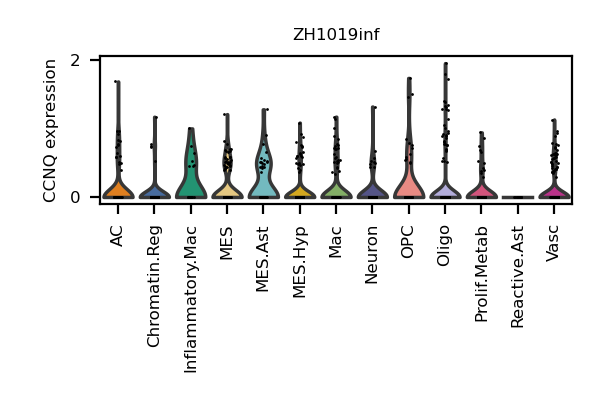 ZH1019inf
CCNQ expression
2
0
AC
Chromatin.Reg
Inflammatory.Mac
MES
MES.Ast
MES.Hyp
Mac
Neuron
OPC
Oligo
Prolif.Metab
Reactive.Ast
Vasc